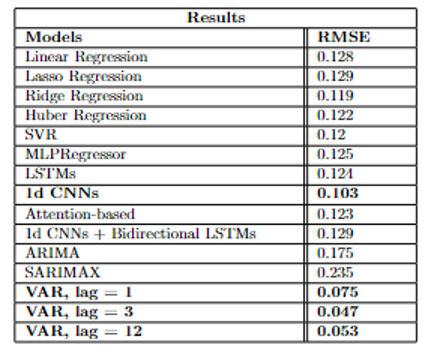 Results
Models RMSE
Linear Regression 0.128
Lasso Regression 0.129
Ridge Regression 0.119
Huber Regression 0.122
SVR 0.12
MLPRegressor 0.125
LSTMs 0.124
1d CNNs 0.103
Attention-based 0.123
1d CNNs + Bidirectional LSTMs 0.129
ARIMA 0.175
SARIMAX 0.235
VAR, lag = 1 0.075
VAR, lag = 3 0.047
VAR, lag = 12 0.053